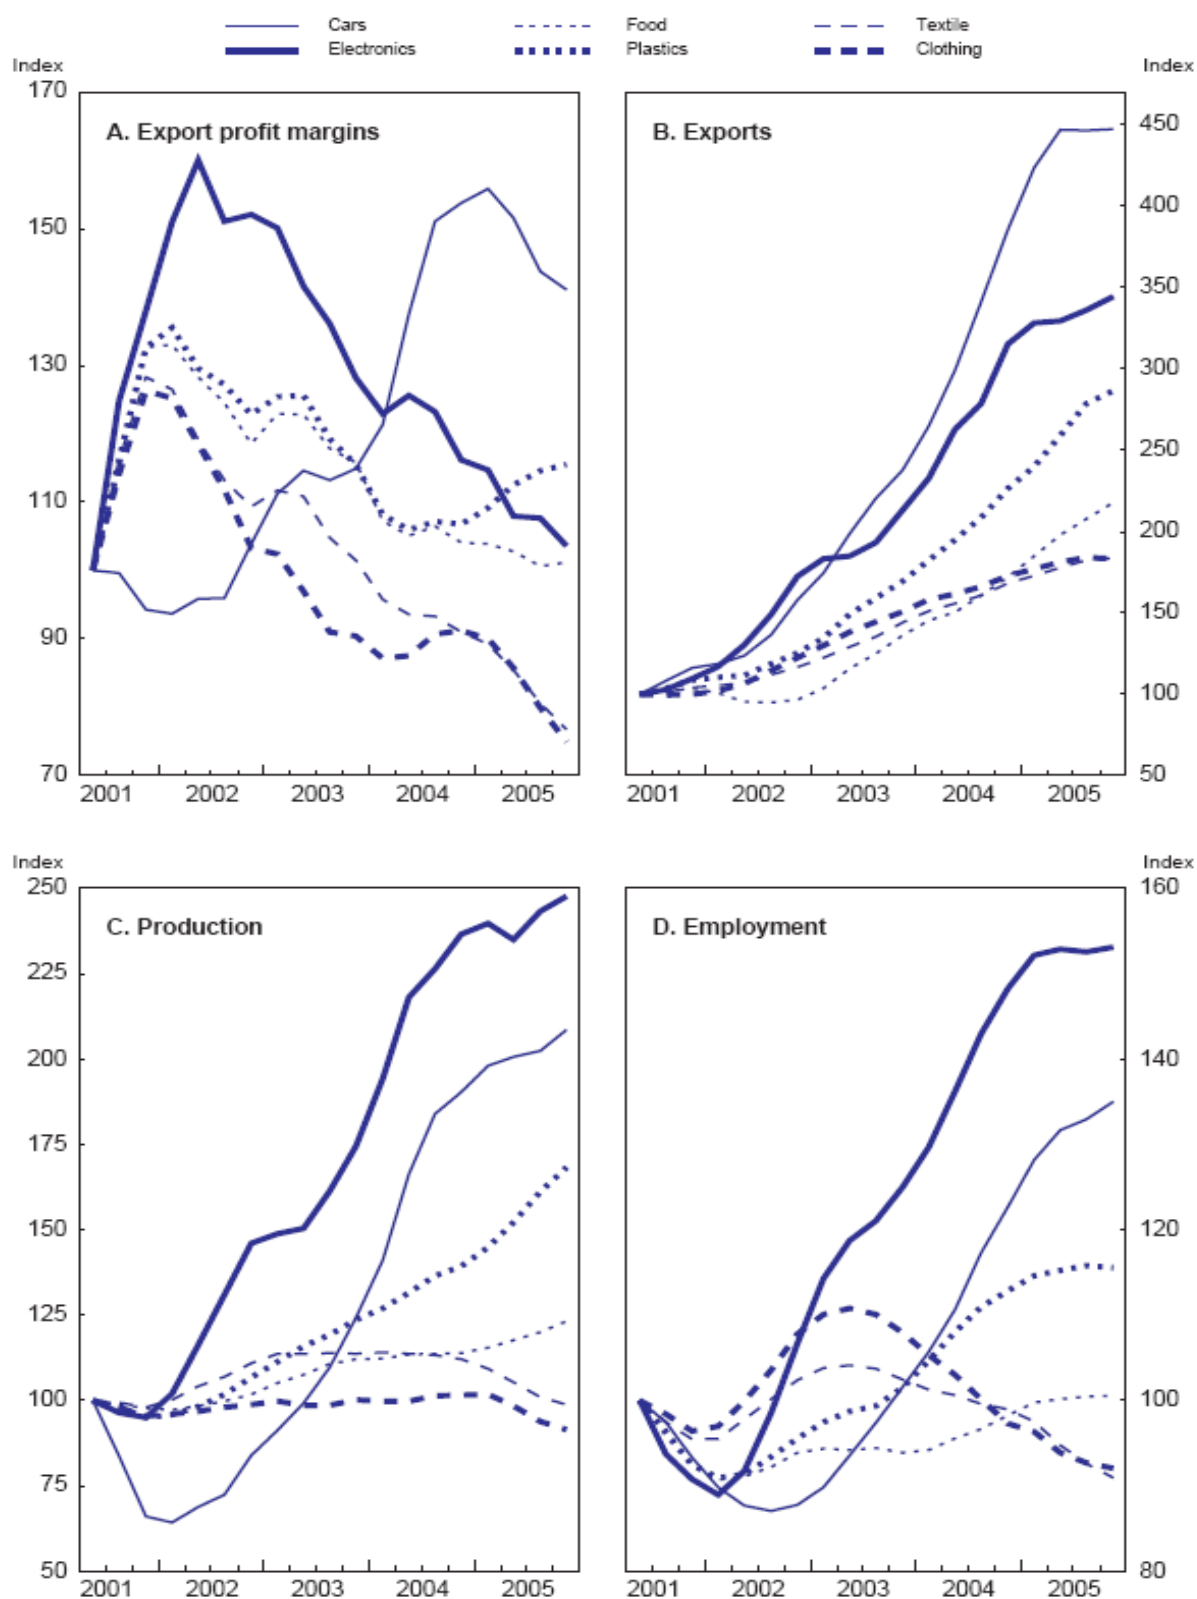 Cars Food Textile
Electronics Plastics Clothing
Index Index
A. Export profit margins
170
150
130
110
90
70
2001 2002 2003 2004 2005
B. Exports
450
400
350
300
250
200
150
100
50
2001 2002 2003 2004 2005
Index Index
C. Production
250
225
200
175
150
125
100
75
50
2001 2002 2003 2004 2005
D. Employment
160
140
120
100
80
2001 2002 2003 2004 2005